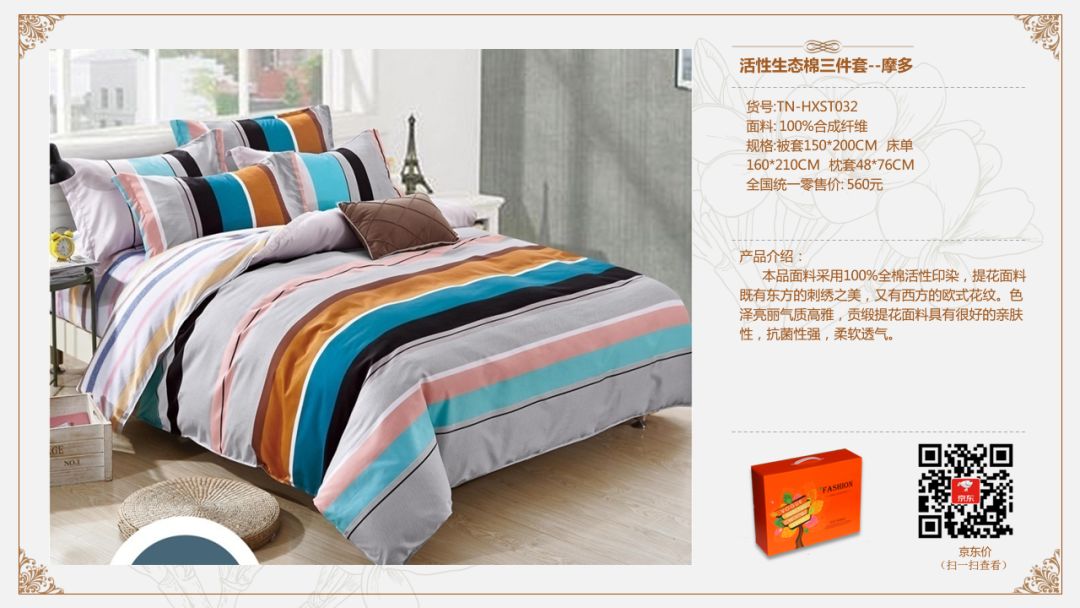 活性生态棉三件套--摩多
货号:TN-HXST032
面料: 100%合成纤维
规格:被套150*200CM 床单
160*210CM 枕套48*76CM
全国统一零售价: 560元
产品介绍：
本品面料采用100%全棉活性印染，提花面料
既有东方的刺绣之美，又有西方的欧式花纹。色
泽亮丽气质高雅，贡缎提花面料具有很好的亲肤
性，抗菌性强，柔软透气。
NO.1
FASHION
京东
京东价
（扫一扫查看）